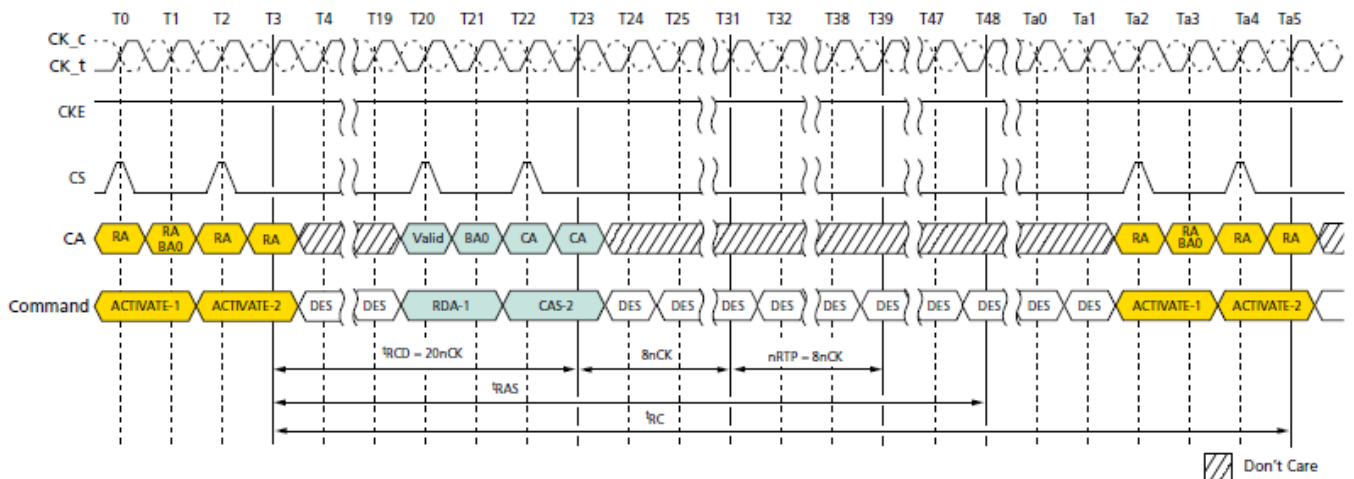 T0 T1 T2 T3 T4 T19 T20 T21 T22 T23 T24 T25 T31 T32 T38 T39 T47 T48 Ta0 Ta1 Ta2 Ta3 Ta4 Ta5
CK_c
CK_t
CKE
CS
CA RA RA BA0 RA RA Valid BA0 CA CA RA RA BA0 RA RA
Command ACTIVATE-1 ACTIVATE-2 DES DES RDA-1 CAS-2 DES DES DES DES DES DES DES DES DES DES ACTIVATE-1 ACTIVATE-2
tRCD = 20nCK 8nCK nRTP = 8nCK
tRAS
tRC
Don't Care